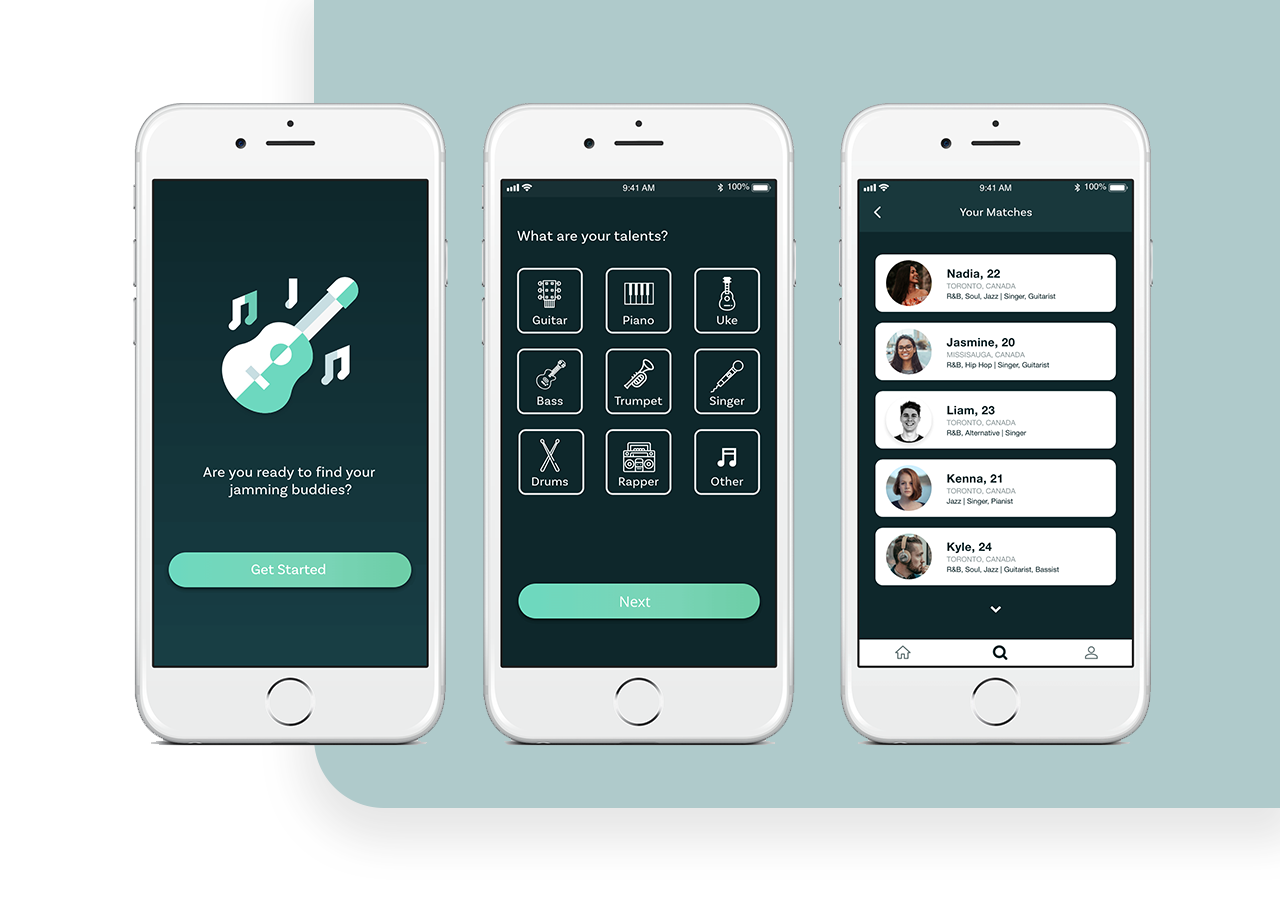 Are you ready to find your
jamming buddies?
Get Started
9:41 AM
100%
What are your talents?
Guitar
Piano
Uke
Bass
Trumpet
Singer
Drums
Rapper
Other
Next
9:41 AM
100%
Your Matches
Nadia, 22
TORONTO, CANADA
R&B, Soul, Jazz | Singer, Guitarist
Jasmine, 20
MISSISAUGA, CANADA
R&B, Hip Hop | Singer, Guitarist
Liam, 23
TORONTO, CANADA
R&B, Alternative | Singer
Kenna, 21
TORONTO, CANADA
Jazz | Singer, Pianist
Kyle, 24
TORONTO, CANADA
R&B, Soul, Jazz | Guitarist, Bassist